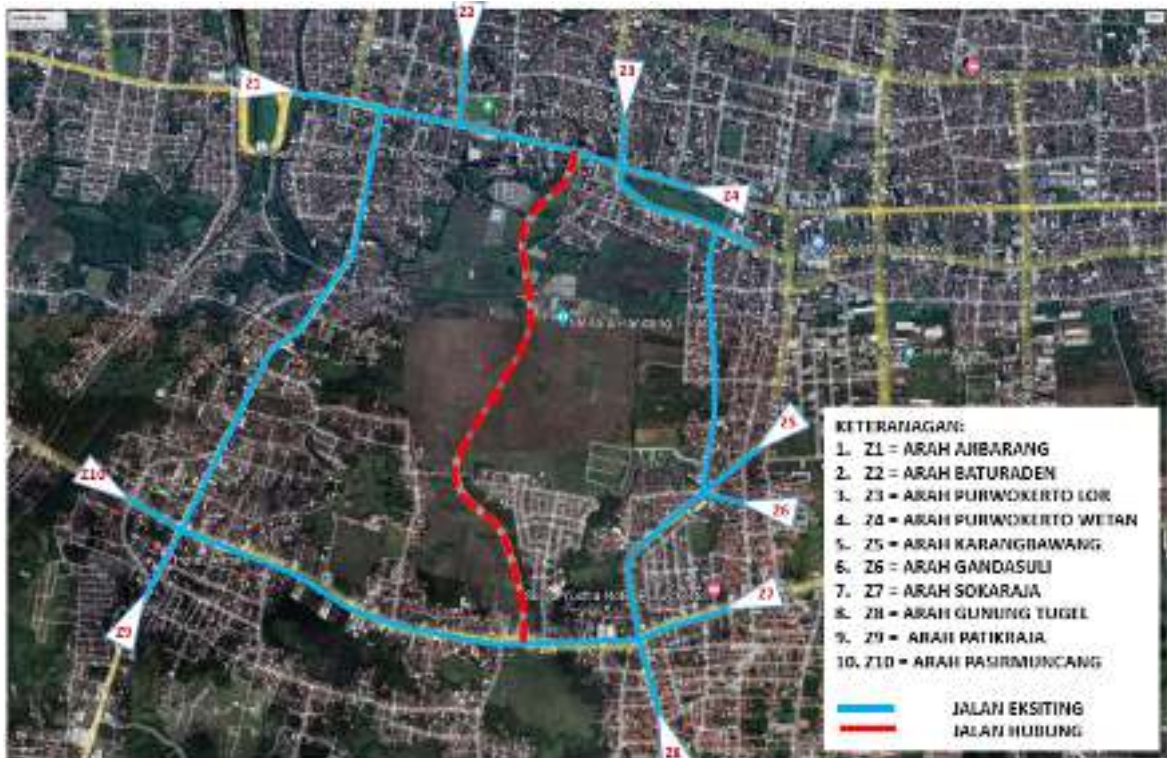 Z1
Z2
Z3
Z4
Z5
Z6
Z7
Z8
Z9
Z10
KETERANAGAN:
1. Z1 = ARAH AJIBARANG
2. Z2 = ARAH BATURADEN
3. Z3 = ARAH PURWOKERTO LOR
4. Z4 = ARAH PURWOKERTO WETAN
5. Z5 = ARAH KARANGBAWANG
6. Z6 = ARAH GANDASULI
7. Z7 = ARAH SOKARAJA
8. Z8 = ARAH GUNUNG TUGEL
9. Z9 = ARAH PATIKRAJA
10. Z10 = ARAH PASIRMUNCANG
JALAN EKSITING
JALAN HUBUNG